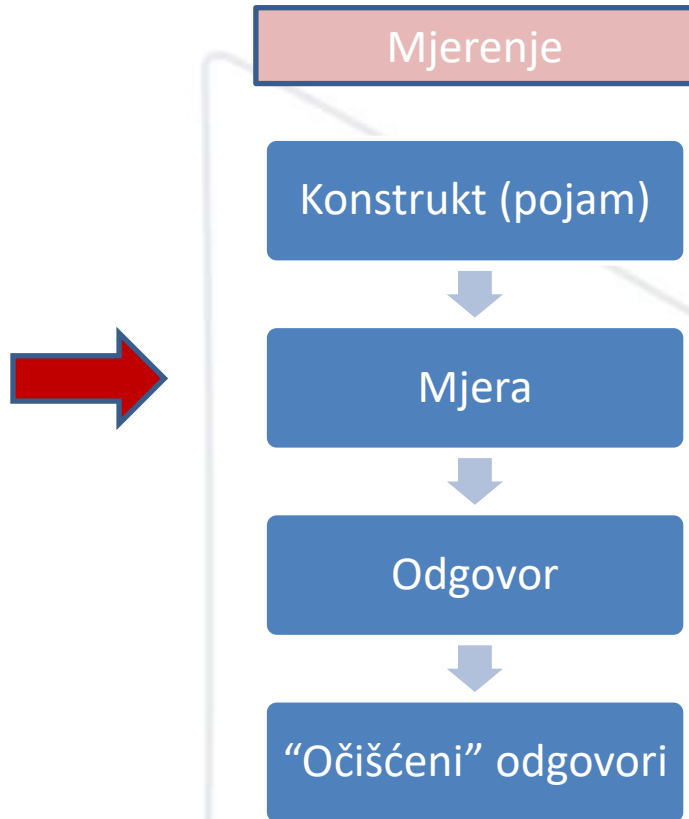 Mjerenje
Konstrukt (pojam)
Mjera
Odgovor
“Očišćeni” odgovori